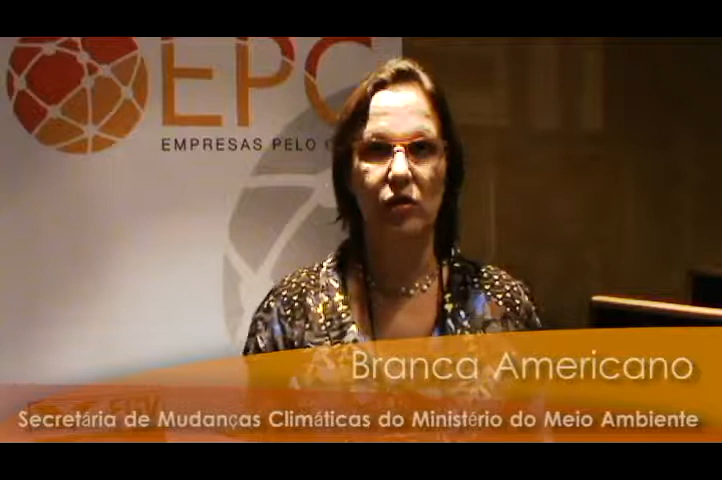 EPC
EMPRESAS PELO
Branca Americano
Secretária de Mudanças Climáticas do Ministério do Meio Ambiente